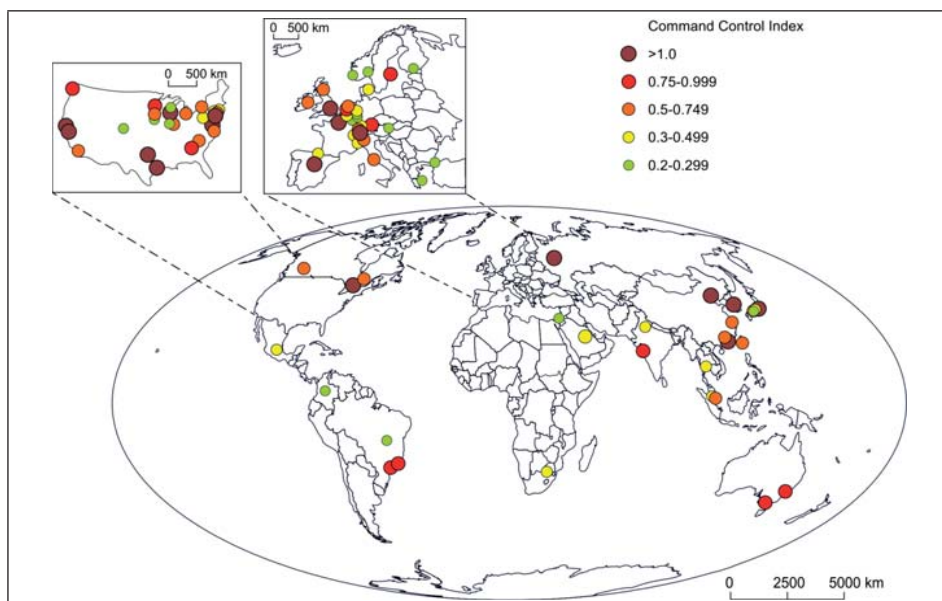 0 500 km
Command Control Index
0 500 km
>1.0
0.75-0.999
0.5-0.749
0.3-0.499
0.2-0.299
0 2500 5000 km